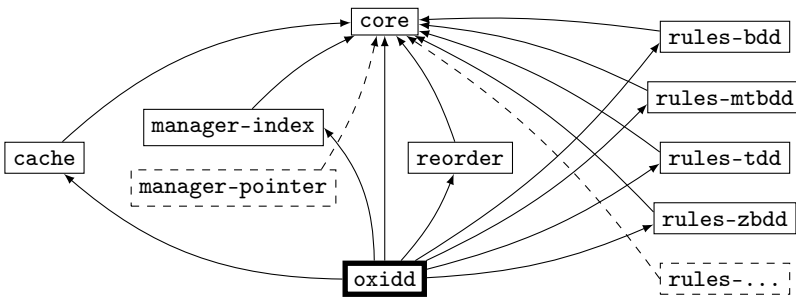 core
rules-bdd
rules-mtbdd
manager-index
cache
reorder
rules-tdd
manager-pointer
rules-zbdd
oxidd
rules-...